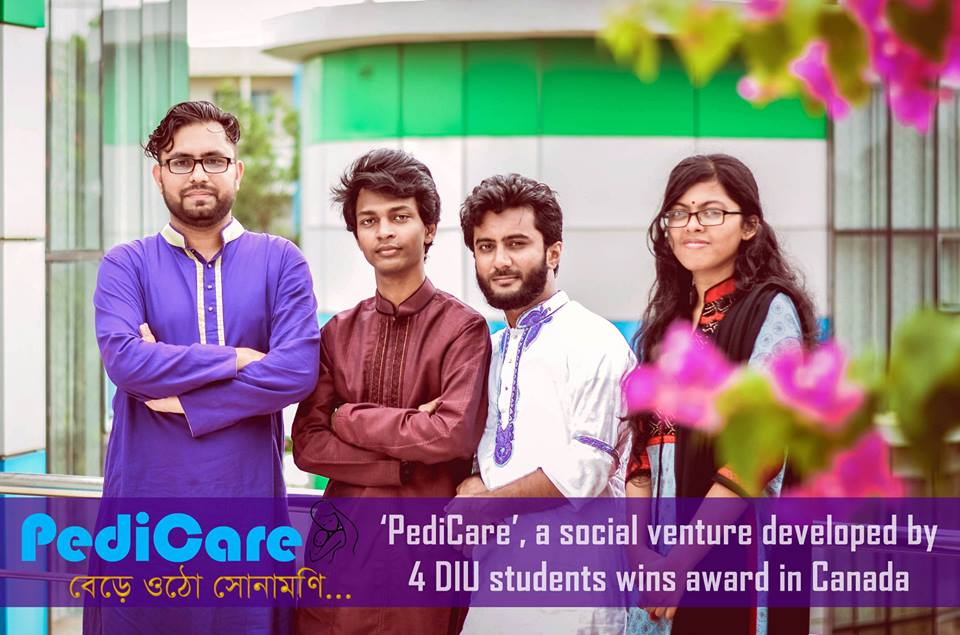 PediCare
বেড়ে ওঠো সোনামণি...
‘PediCare’, a social venture developed by
4 DIU students wins award in Canada